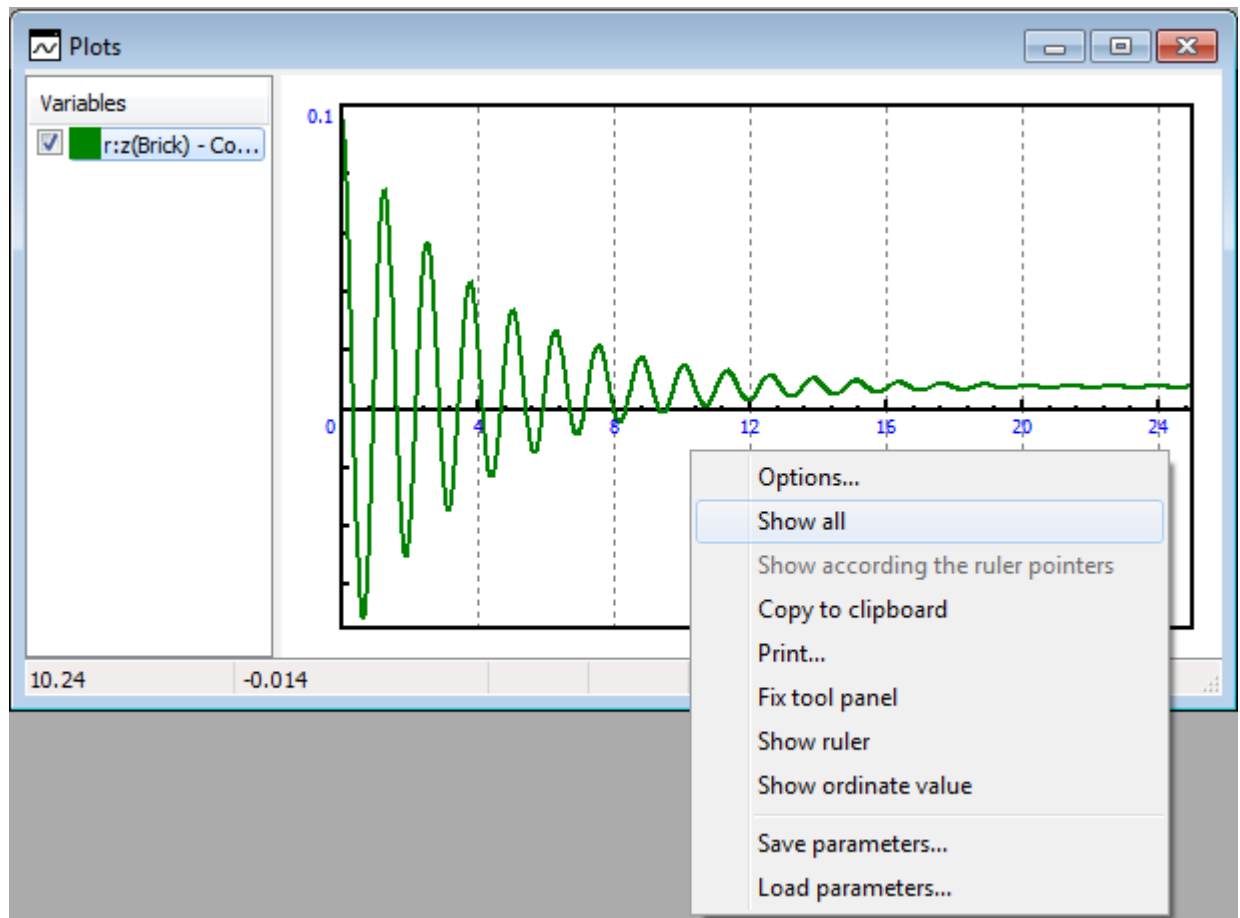 Plots
Variables
r:z(Brick) - Co...
0.1
0 4 8 12 16 20 24
Options...
Show all
Show according the ruler pointers
Copy to clipboard
Print...
Fix tool panel
Show ruler
Show ordinate value
Save parameters...
Load parameters...
10.24 -0.014